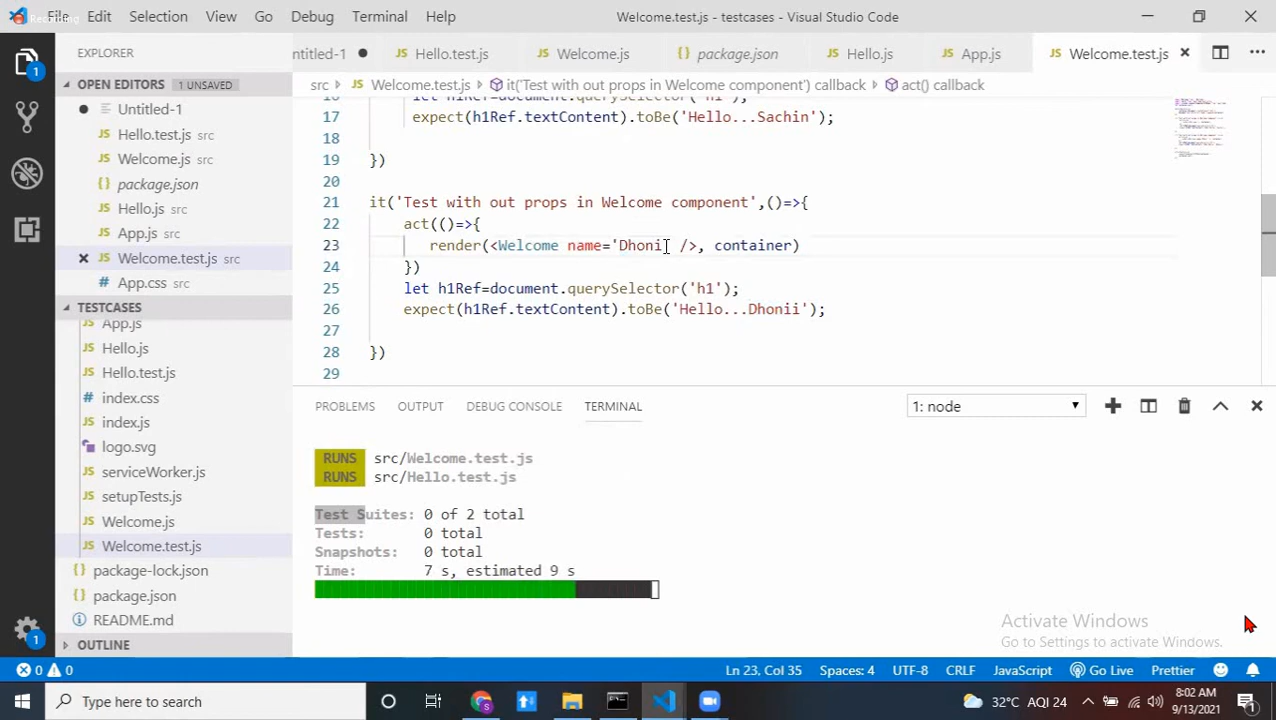 Recording
File Edit Selection View Go Debug Terminal Help
Welcome.test.js - testcases - Visual Studio Code
EXPLORER
ntitled-1 Hello.test.js Welcome.js package.json Hello.js App.js Welcome.test.js
OPEN EDITORS 1 UNSAVED
src › Welcome.test.js › it('Test with out props in Welcome component') callback › act() callback
Untitled-1
Hello.test.js src
Welcome.js src
package.json
Hello.js src
App.js src
Welcome.test.js src
App.css src
TESTCASES
App.js
Hello.js
Hello.test.js
index.css
index.js
logo.svg
serviceWorker.js
setupTests.js
Welcome.js
Welcome.test.js
package-lock.json
package.json
README.md
OUTLINE
16 let h1Ref=document.querySelector('h1');
17 expect(h1Ref.textContent).toBe('Hello...Sachin');
18
19 })
20
21 it('Test with out props in Welcome component',()=>{
22 act(()=>{
23 render(<Welcome name='Dhoni' />, container)
24 })
25 let h1Ref=document.querySelector('h1');
26 expect(h1Ref.textContent).toBe('Hello...Dhonii');
27
28 })
29
PROBLEMS OUTPUT DEBUG CONSOLE TERMINAL 1: node
RUNS src/Welcome.test.js
RUNS src/Hello.test.js
Test Suites: 0 of 2 total
Tests: 0 total
Snapshots: 0 total
Time: 7 s, estimated 9 s
Activate Windows
Go to Settings to activate Windows.
0 0 Ln 23, Col 35 Spaces: 4 UTF-8 CRLF JavaScript Go Live Prettier
Type here to search
32°C AQI 24
8:02 AM
9/13/2021